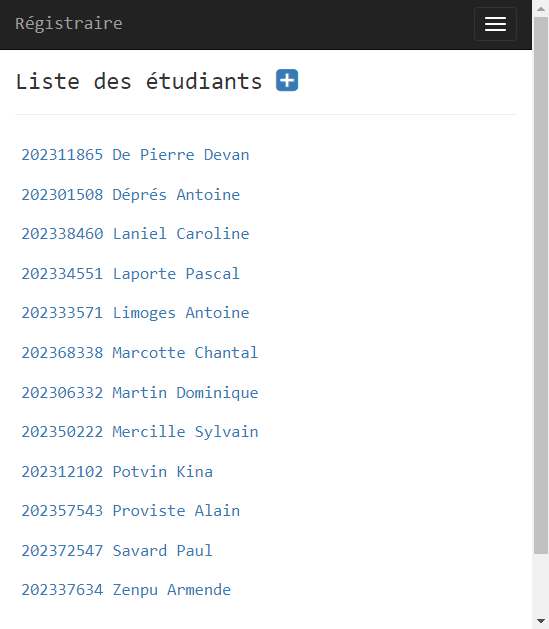 Régistraire
Liste des étudiants
202311865 De Pierre Devan
202301508 Déprés Antoine
202338460 Laniel Caroline
202334551 Laporte Pascal
202333571 Limoges Antoine
202368338 Marcotte Chantal
202306332 Martin Dominique
202350222 Mercille Sylvain
202312102 Potvin Kina
202357543 Proviste Alain
202372547 Savard Paul
202337634 Zenpu Armende